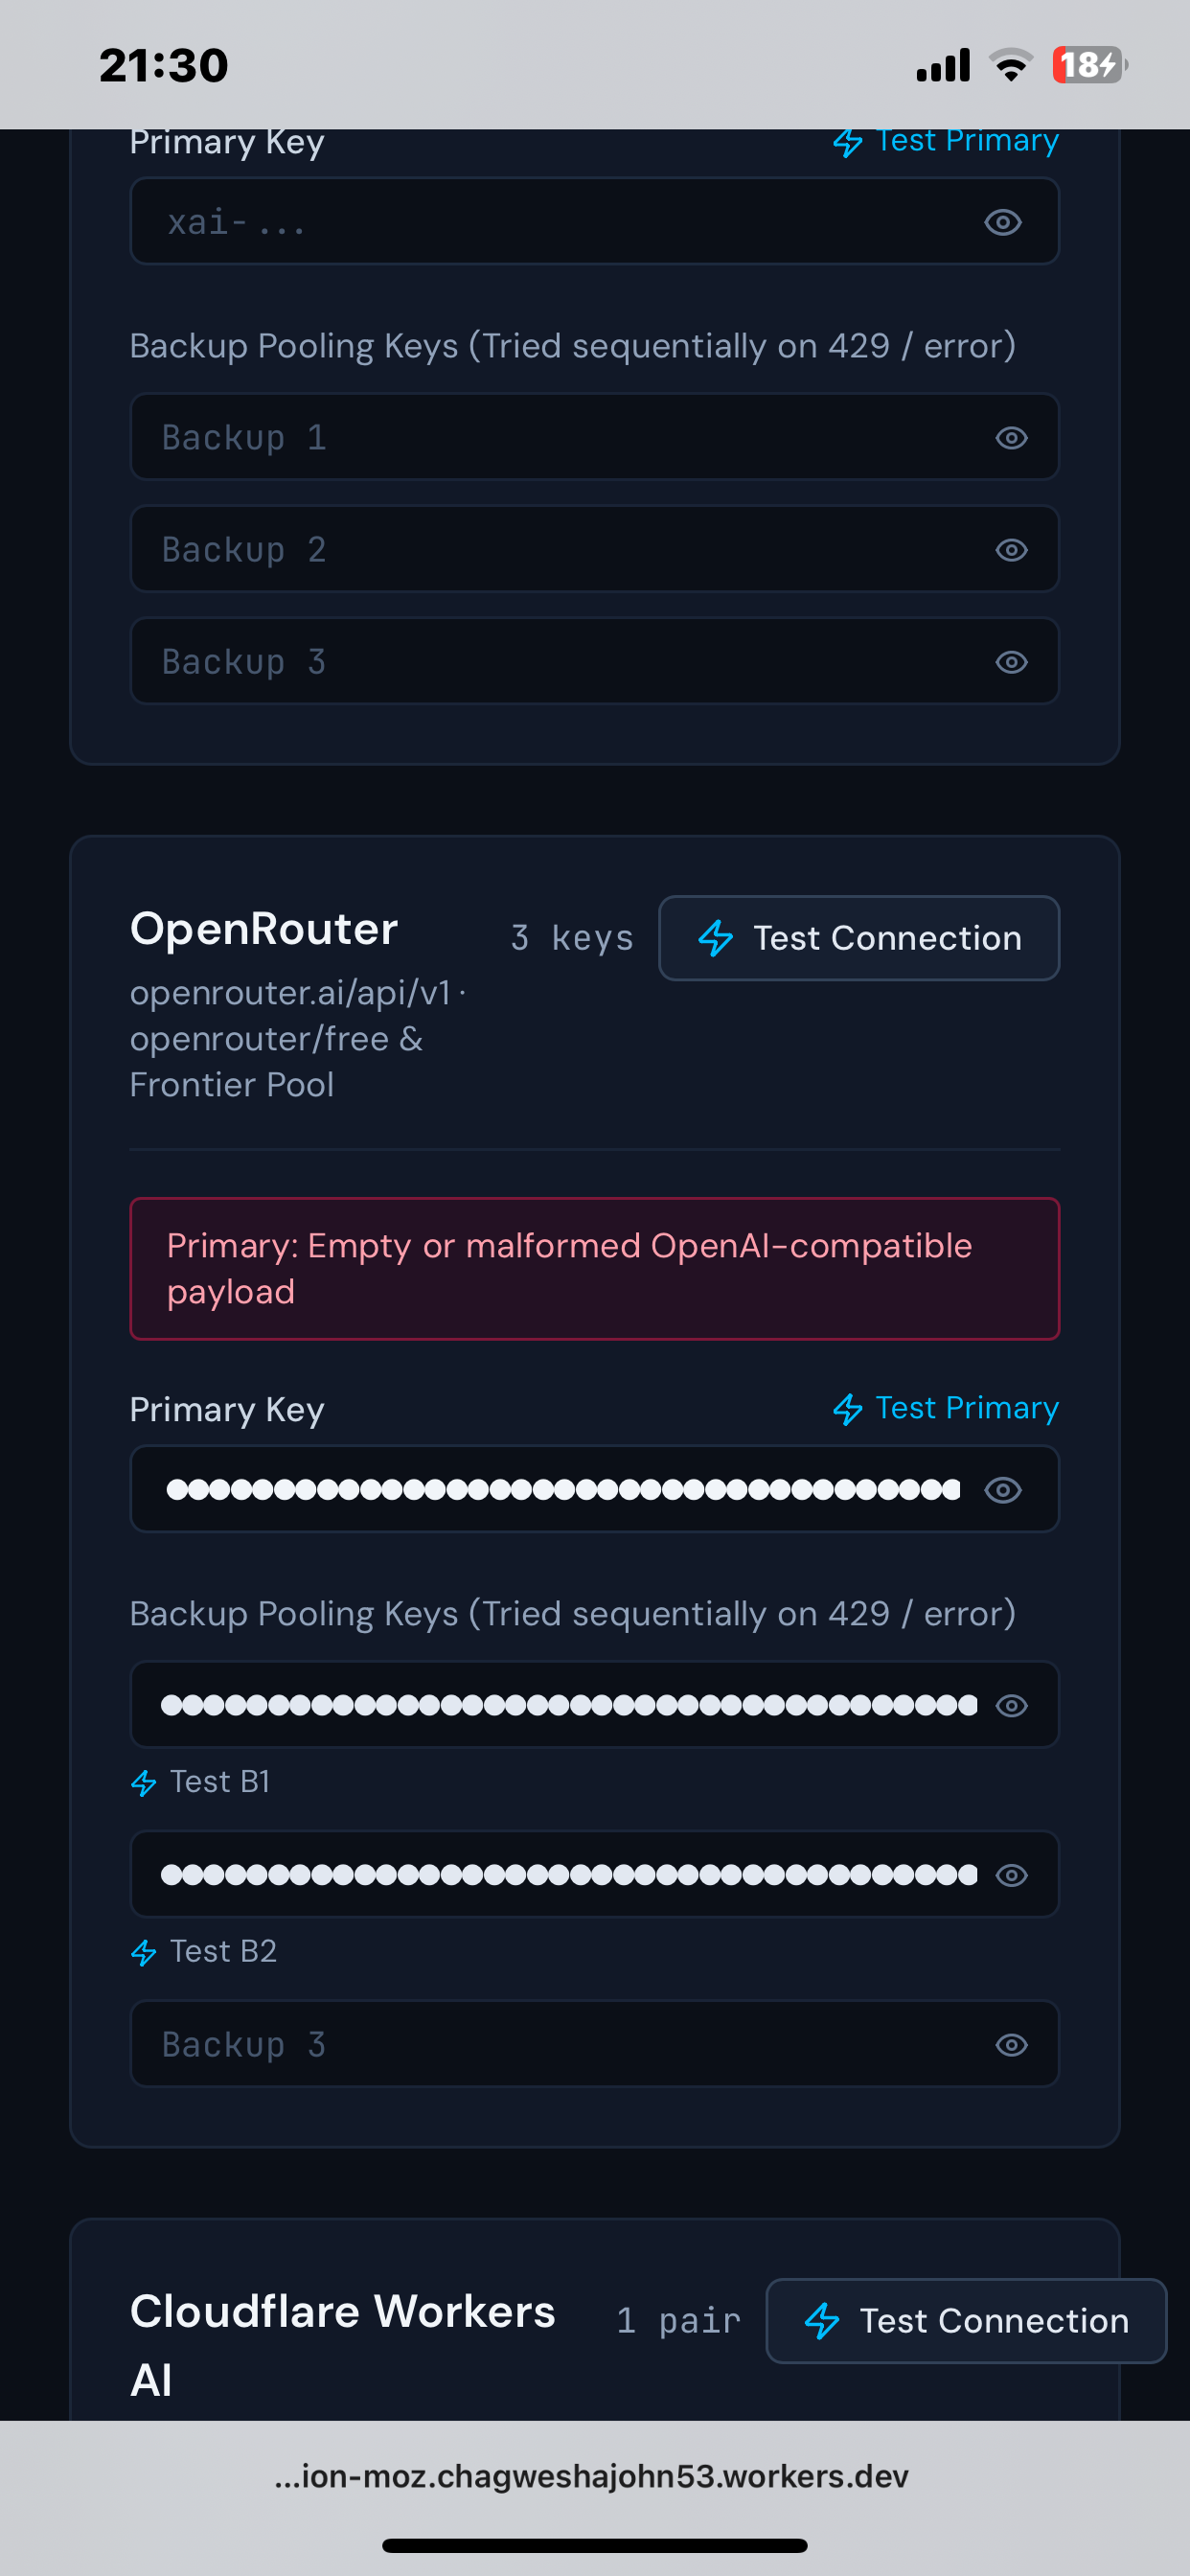 21:30
18
Primary Key
Test Primary
xai-...
Backup Pooling Keys (Tried sequentially on 429 / error)
Backup 1
Backup 2
Backup 3
OpenRouter
3 keys
Test Connection
openrouter.ai/api/v1 ·
openrouter/free &
Frontier Pool
Primary: Empty or malformed OpenAI-compatible
payload
Primary Key
Test Primary
Backup Pooling Keys (Tried sequentially on 429 / error)
Test B1
Test B2
Backup 3
Cloudflare Workers
AI
1 pair
Test Connection
...ion-moz.chagweshajohn53.workers.dev